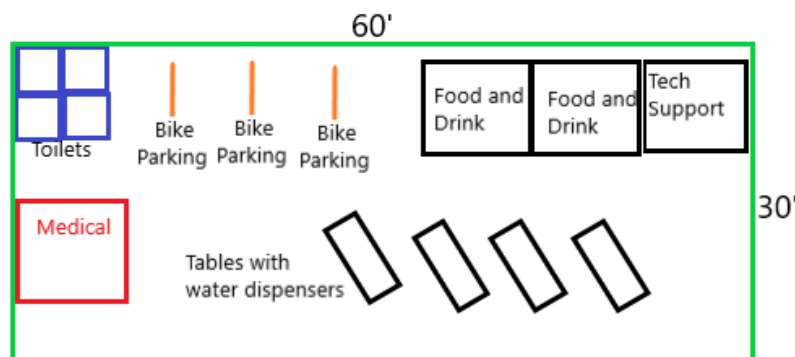 60'
Toilets
Bike
Parking
Bike
Parking
Bike
Parking
Food and
Drink
Food and
Drink
Tech
Support
30'
Medical
Tables with
water dispensers